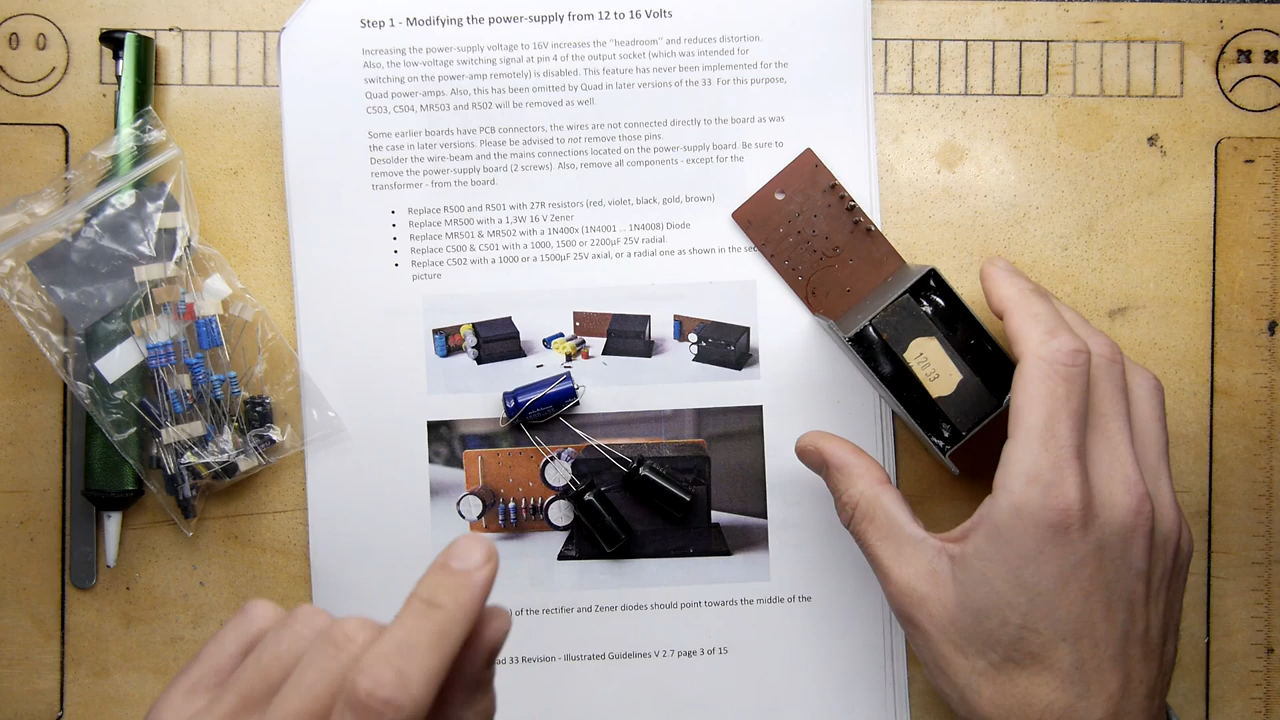 Step 1 - Modifying the power-supply from 12 to 16 Volts
Increasing the power-supply voltage to 16V increases the "headroom" and reduces distortion.
Also, the low-voltage switching signal at pin 4 of the output socket (which was intended for
switching on the power-amp remotely) is disabled. This feature has never been implemented for the
Quad power-amps. Also, this has been omitted by Quad in later versions of the 33. For this purpose,
C503, C504, MR503 and R502 will be removed as well
Some earlier boards have PCB connectors, the wires are not connected directly to the board as was
the case in later versions. Please be advised to not remove those pins.
Desolder the wire-beam and the mains connections located on the power-supply board. Be sure to
remove the power-supply board (2 screws). Also, remove all components - except for the
transformer - from the board.
• Replace R500 and R501 with 27R resistors (red, violet, black, gold, brown)
• Replace MR500 with a 1,3W 16 V Zener
• Replace MR501 & MR502 with a 1N400x (1N4001 .. 1N4008) Diode
• Replace C500 & C501 with a 1000, 1500 or 2200µF 25V radial.
• Replace C502 with a 1000 or a 1500µF 25V axial, or a radial one as shown in the
picture
120 33
) of the rectifier and Zener diodes should point towards the middle of the
ad 33 Revision - Illustrated Guidelines V 2.7 page 3 of 15